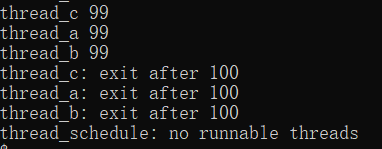 thread_c 99
thread_a 99
thread_b 99
thread_c: exit after 100
thread_a: exit after 100
thread_b: exit after 100
thread_schedule: no runnable threads